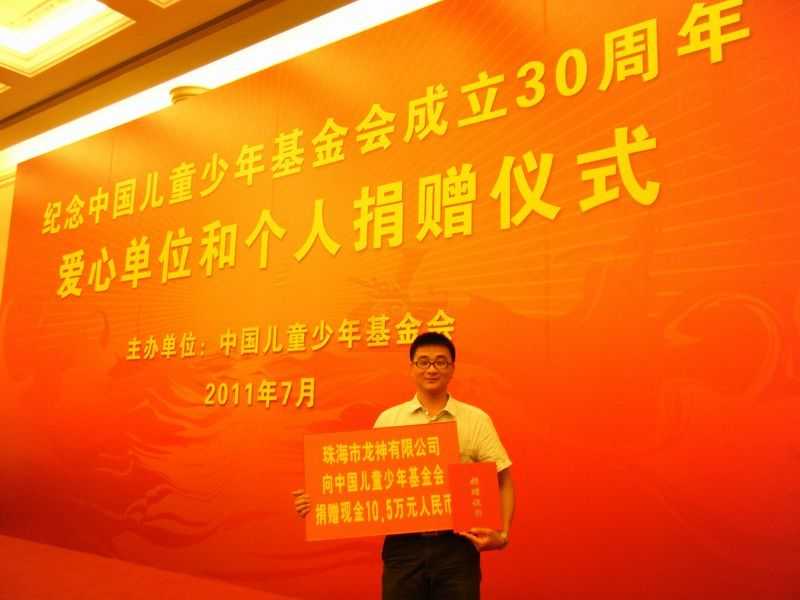 纪念中国儿童少年基金会成立30周年
爱心单位和个人捐赠仪式
主办单位：中国儿童少年基金会
2011年7月
珠海市龙神有限公司
向中国儿童少年基金会
捐赠现金10,5万元人民币
捐赠证书